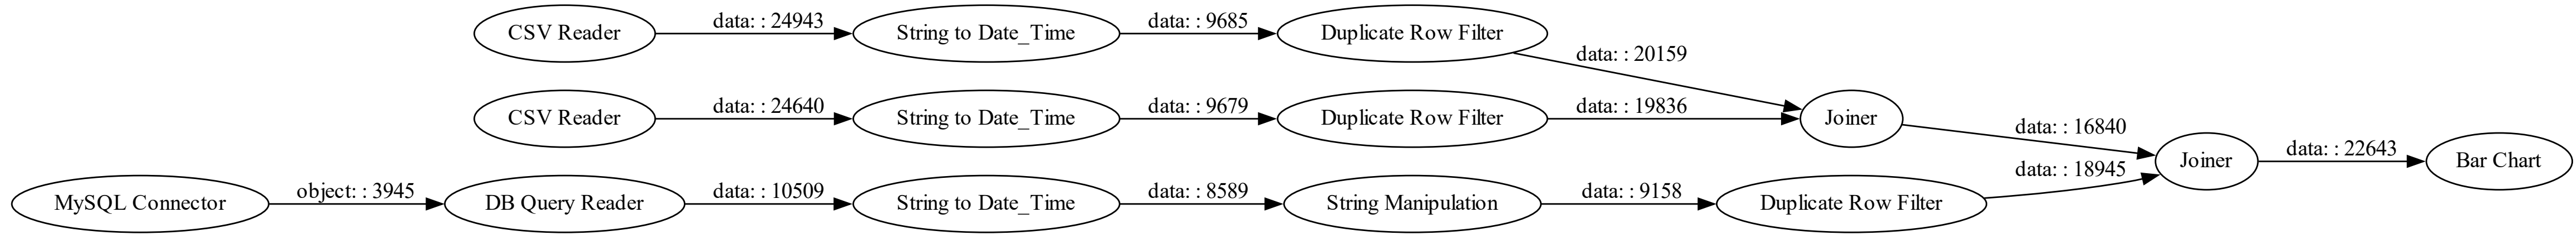 CSV Reader
data: : 24943
String to Date_Time
data: : 9685
Duplicate Row Filter
data: : 20159
CSV Reader
data: : 24640
String to Date_Time
data: : 9679
Duplicate Row Filter
data: : 19836
Joiner
data: : 16840
MySQL Connector
object: : 3945
DB Query Reader
data: : 10509
String to Date_Time
data: : 8589
String Manipulation
data: : 9158
Duplicate Row Filter
data: : 18945
Joiner
data: : 22643
Bar Chart